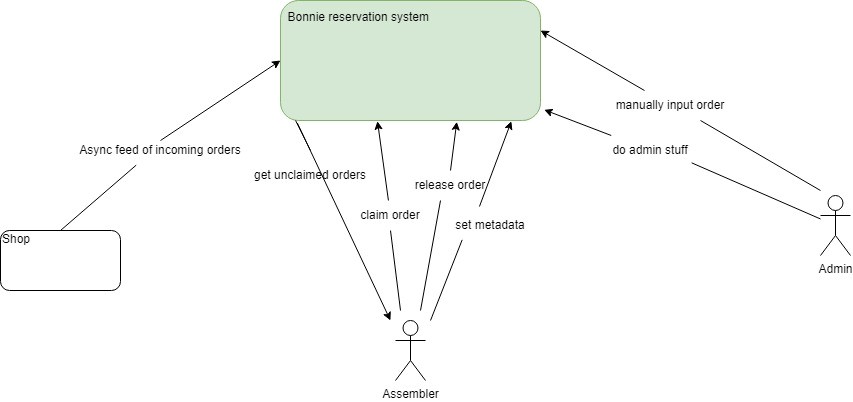 Bonnie reservation system
manually input order
Async feed of incoming orders
do admin stuff
get unclaimed orders
release order
claim order
set metadata
Shop
Admin
Assembler